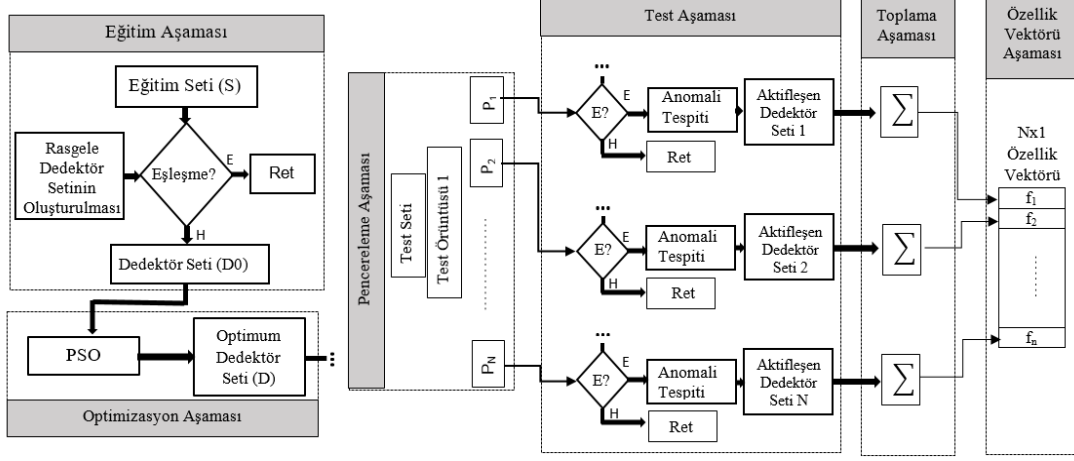 Eğitim Aşaması
Eğitim Seti (S)
Rasgele
Dedektör
Setinin
Oluşturulması
Eşleşme?
E
Ret
H
Dedektör Seti (D0)
PSO
Optimum
Dedektör
Seti (D)
...
Optimizasyon Aşaması
Pencereleme Aşaması
Test Seti
Test Örüntüsü 1
P1
P2
PN
Test Aşaması
...
E?
E
H
Anomali
Tespiti
Ret
Aktifleşen
Dedektör
Seti 1
...
E?
E
H
Anomali
Tespiti
Ret
Aktifleşen
Dedektör
Seti 2
...
E?
E
H
Anomali
Tespiti
Ret
Aktifleşen
Dedektör
Seti N
Toplama
Aşaması
∑
∑
∑
Özellik
Vektörü
Aşaması
Nx1
Özellik
Vektörü
f1
f2
fn